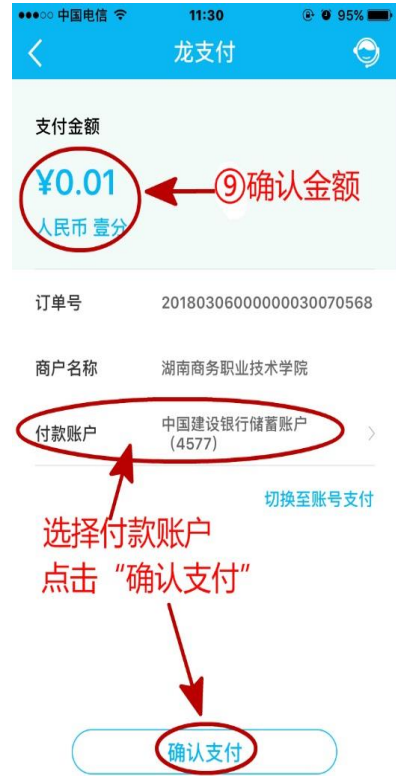 中国电信 11:30 95%
龙支付
支付金额
¥0.01
⑨确认金额
人民币 壹分
订单号 20180306000000030070568
商户名称 湖南商务职业技术学院
付款账户 中国建设银行储蓄账户
（4577）
切换至账号支付
选择付款账户
点击“确认支付”
确认支付